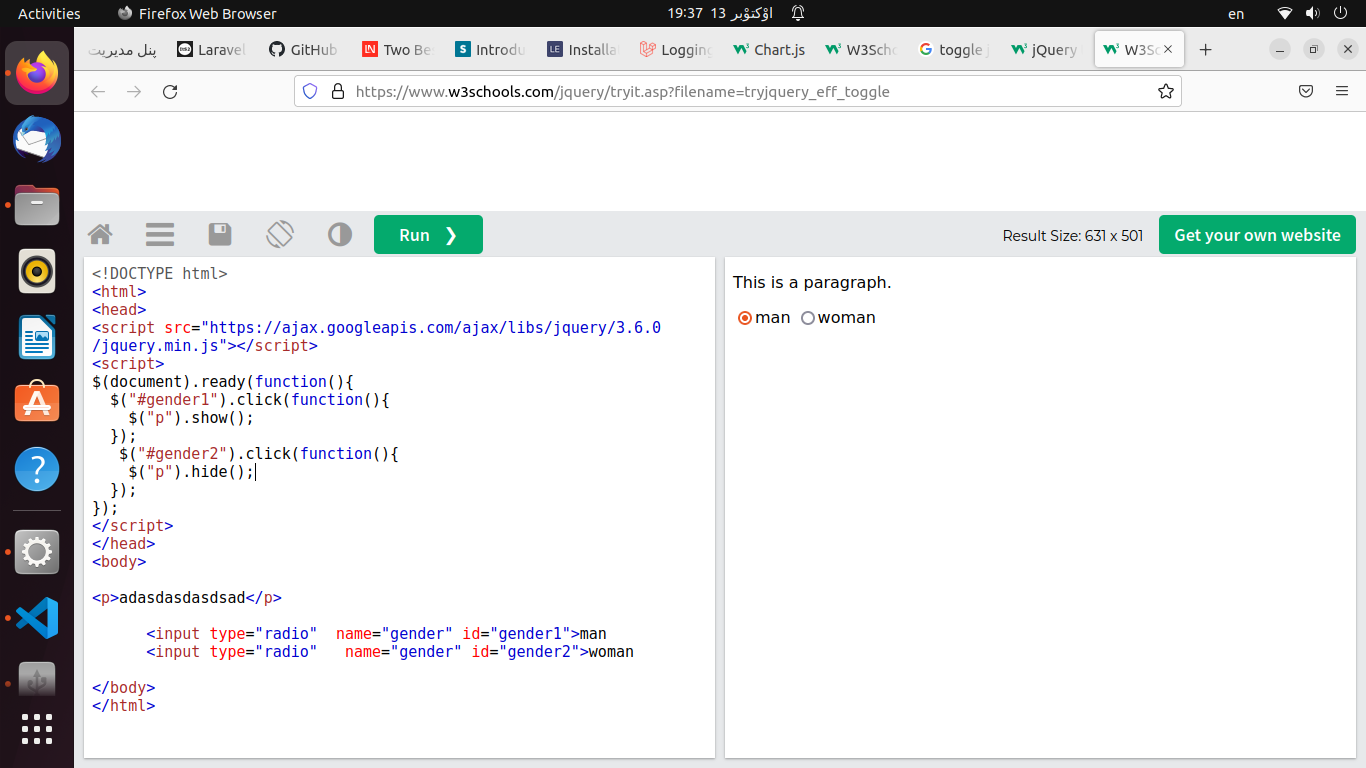 Activities Firefox Web Browser 19:37 13 اوْکتوْبر en
پنل مدیریت Laravel GitHub Two Be Introdu Installa Logging Chart.js W3Scho toggle j jQuery W3Sc
https://www.w3schools.com/jquery/tryit.asp?filename=tryjquery_eff_toggle
Run ❯ Result Size: 631 x 501 Get your own website
<!DOCTYPE html>
<html>
<head>
<script src="https://ajax.googleapis.com/ajax/libs/jquery/3.6.0
/jquery.min.js"></script>
<script>
$(document).ready(function(){
  $("#gender1").click(function(){
    $("p").show();
  });
   $("#gender2").click(function(){
    $("p").hide();
  });
});
</script>
</head>
<body>
<p>adasdasdasdsad</p>
      <input type="radio"  name="gender" id="gender1">man
      <input type="radio"   name="gender" id="gender2">woman
</body>
</html>
This is a paragraph.
man woman